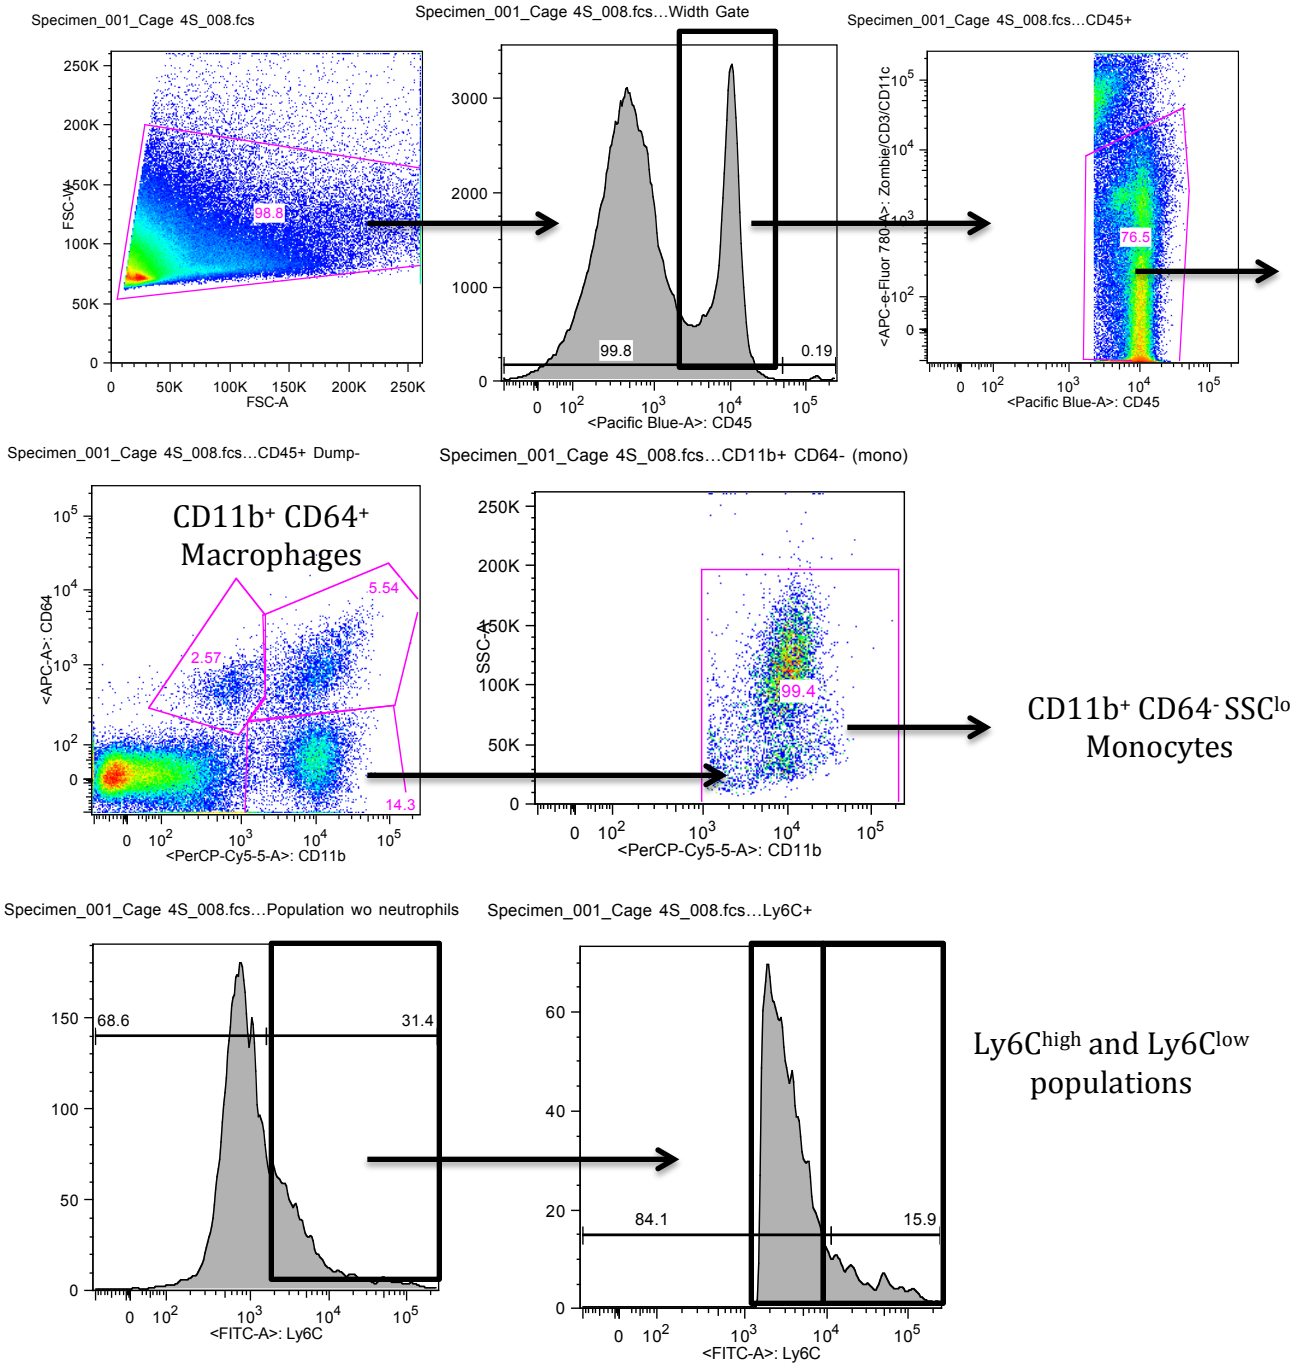 Specimen_001_Cage 4S_008.fcs
Specimen_001_Cage 4S_008.fcs...Width Gate
Specimen_001_Cage 4S_008.fcs...CD45+
250K
200K
150K
100K
50K
0
FSC-W
98.8
0 50K 100K 150K 200K 250K
FSC-A
3000
2000
1000
0
99.8
0.19
0 10² 10³ 10⁴ 10⁵
<Pacific Blue-A>: CD45
10⁵
10⁴
10³
10²
0
<APC-e-Fluor 780-A>: Zombie/CD3/CD11c
76.5
0 10² 10³ 10⁴ 10⁵
<Pacific Blue-A>: CD45
Specimen_001_Cage 4S_008.fcs...CD45+ Dump-
Specimen_001_Cage 4S_008.fcs...CD11b+ CD64- (mono)
CD11b⁺ CD64⁺
Macrophages
10⁵
10⁴
10³
10²
0
<APC-A>: CD64
5.54
2.57
14.3
0 10² 10³ 10⁴ 10⁵
<PerCP-Cy5-5-A>: CD11b
250K
200K
150K
100K
50K
0
SSC-A
99.4
0 10² 10³ 10⁴ 10⁵
<PerCP-Cy5-5-A>: CD11b
CD11b⁺ CD64⁻ SSCˡᵒ
Monocytes
Specimen_001_Cage 4S_008.fcs...Population wo neutrophils
Specimen_001_Cage 4S_008.fcs...Ly6C+
150
100
50
0
68.6
31.4
0 10² 10³ 10⁴ 10⁵
<FITC-A>: Ly6C
60
40
20
0
84.1
15.9
0 10² 10³ 10⁴ 10⁵
<FITC-A>: Ly6C
Ly6Cʰⁱᵍʰ and Ly6Cˡᵒʷ
populations